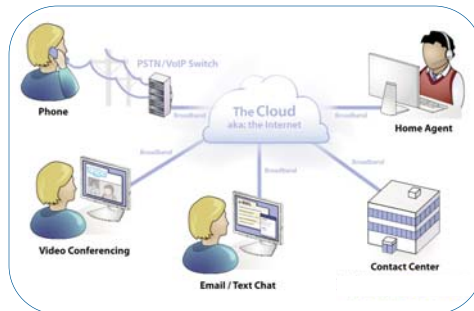 PSTN/VoIP Switch
Phone
Broadband
The Cloud
aka: the Internet
Broadband
Home Agent
Broadband
Broadband
Broadband
Video Conferencing
Email / Text Chat
Contact Center